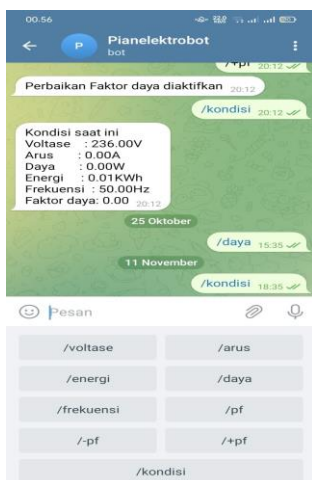 00.56
Pianelektrobot
P
bot
/+pf 20:12
Perbaikan Faktor daya diaktifkan 20:12
/kondisi 20:12
Kondisi saat ini
Voltase : 236.00V
Arus : 0.00A
Daya : 0.00W
Energi : 0.01KWh
Frekuensi : 50.00Hz
Faktor daya: 0.00 20:12
25 Oktober
/daya 15:35
11 November
/kondisi 18:35
Pesan
/voltase /arus
/energi /daya
/frekuensi /pf
/-pf /+pf
/kondisi